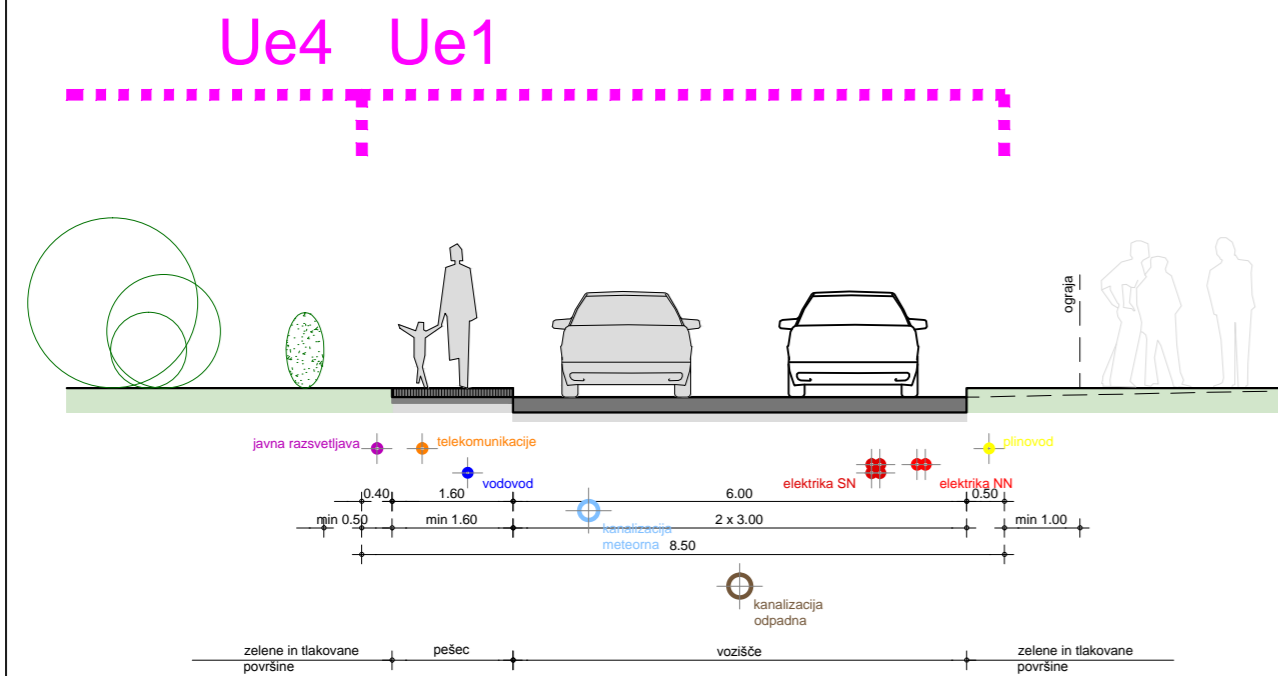 Ue4 Ue1
ograja
javna razsvetljava
telekomunikacije
plinovod
vodovod
elektrika SN
elektrika NN
0.40
1.60
6.00
0.50
min 0.50
min 1.60
2 x 3.00
min 1.00
kanalizacija
meteorna
8.50
kanalizacija
odpadna
zelene in tlakovane
površine
pešec
vozišče
zelene in tlakovane
površine